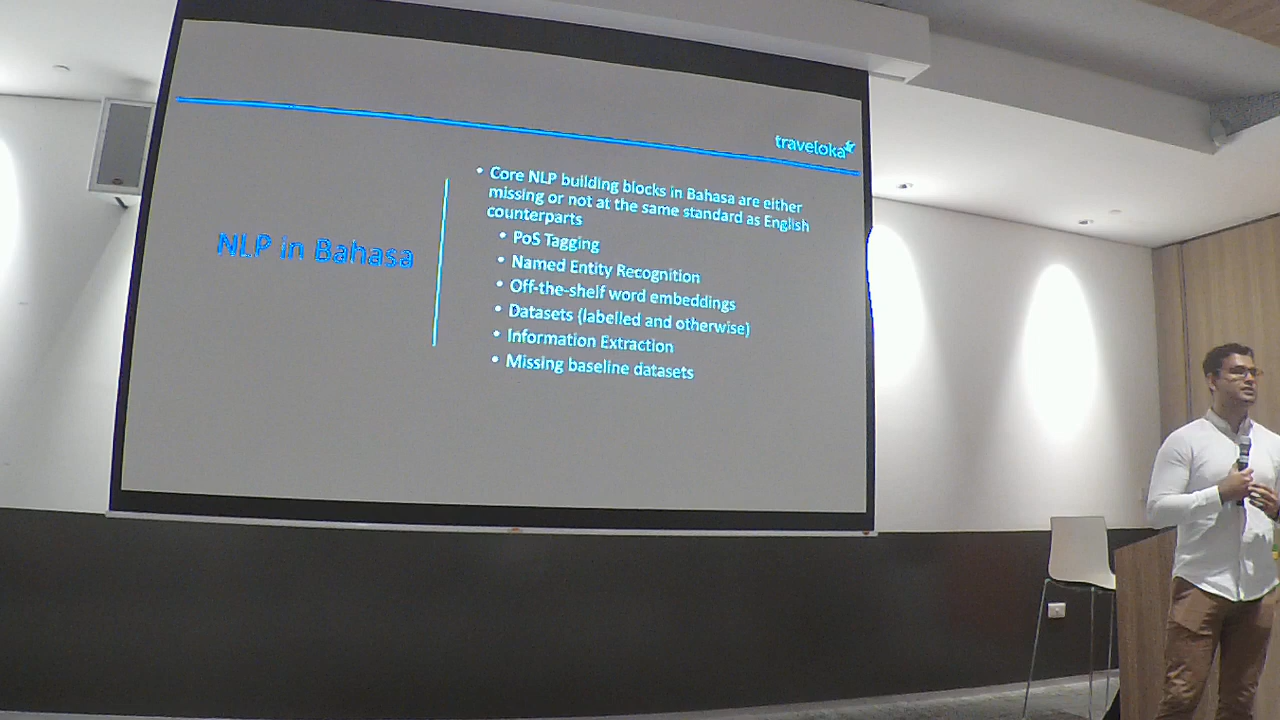 traveloka
NLP in Bahasa
• Core NLP building blocks in Bahasa are either
missing or not at the same standard as English
counterparts
• PoS Tagging
• Named Entity Recognition
• Off-the-shelf word embeddings
• Datasets (labelled and otherwise)
• Information Extraction
• Missing baseline datasets